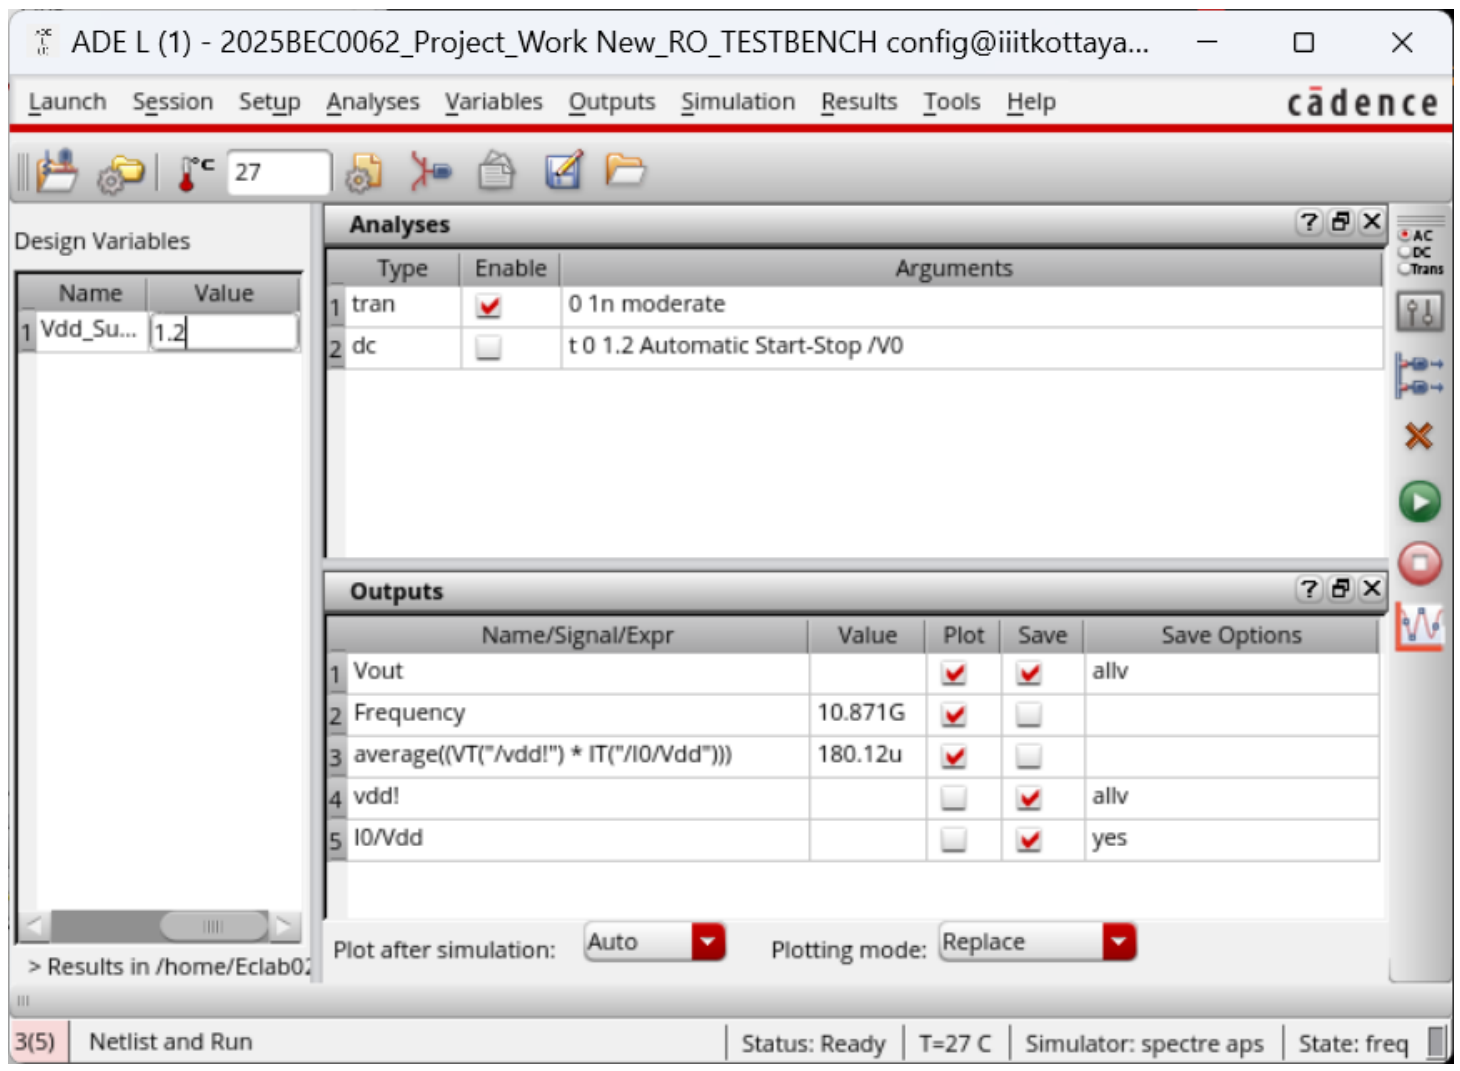 ADE L (1) - 2025BEC0062_Project_Work New_RO_TESTBENCH config@iiitkottaya...
Launch Session Setup Analyses Variables Outputs Simulation Results Tools Help cādence
°C 27
Design Variables
Name Value
1 Vdd_Su... 1.2
> Results in /home/Eclab02
Analyses
Type Enable Arguments
1 tran 0 1n moderate
2 dc t 0 1.2 Automatic Start-Stop /V0
Outputs
Name/Signal/Expr Value Plot Save Save Options
1 Vout allv
2 Frequency 10.871G
3 average((VT("/vdd!") * IT("/I0/Vdd"))) 180.12u
4 vdd! allv
5 I0/Vdd yes
Plot after simulation: Auto Plotting mode: Replace
AC
DC
Trans
3(5) Netlist and Run Status: Ready T=27 C Simulator: spectre aps State: freq